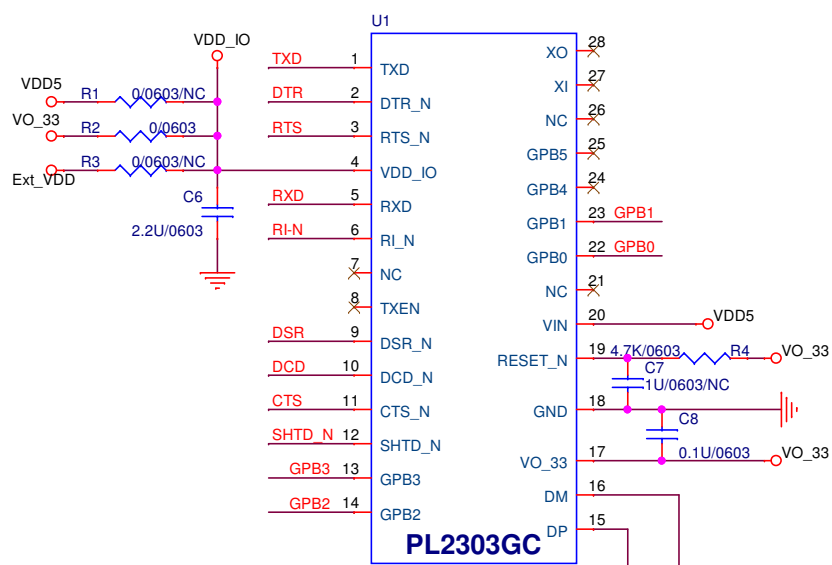 U1
VDD_IO
VDD5
R1
0/0603/NC
VO_33
R2
0/0603
R3
0/0603/NC
Ext_VDD
C6
2.2U/0603
TXD
1
TXD
DTR
2
DTR_N
RTS
3
RTS_N
4
VDD_IO
RXD
5
RXD
RI-N
6
RI_N
7
NC
8
TXEN
DSR
9
DSR_N
DCD
10
DCD_N
CTS
11
CTS_N
SHTD_N
12
SHTD_N
GPB3
13
GPB3
GPB2
14
GPB2
XO
28
XI
27
NC
26
GPB5
25
GPB4
24
GPB1
23
GPB1
GPB0
22
GPB0
NC
21
VIN
20
VDD5
RESET_N
19
4.7K/0603
R4
VO_33
C7
1U/0603/NC
GND
18
C8
0.1U/0603
VO_33
17
VO_33
DM
16
DP
15
PL2303GC